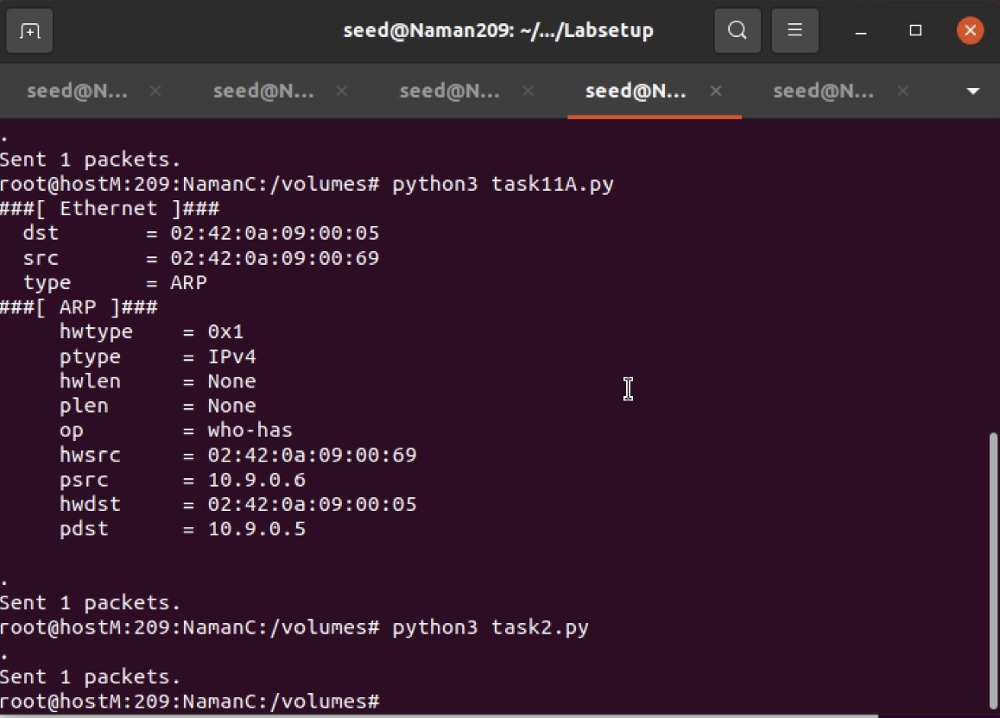 seed@Naman209: ~/.../Labsetup
seed@N... seed@N... seed@N... seed@N... seed@N...
.
Sent 1 packets.
root@hostM:209:NamanC:/volumes# python3 task11A.py
###[ Ethernet ]###
  dst       = 02:42:0a:09:00:05
  src       = 02:42:0a:09:00:69
  type      = ARP
###[ ARP ]###
     hwtype    = 0x1
     ptype     = IPv4
     hwlen     = None
     plen      = None
     op        = who-has
     hwsrc     = 02:42:0a:09:00:69
     psrc      = 10.9.0.6
     hwdst     = 02:42:0a:09:00:05
     pdst      = 10.9.0.5
.
Sent 1 packets.
root@hostM:209:NamanC:/volumes# python3 task2.py
.
Sent 1 packets.
root@hostM:209:NamanC:/volumes#